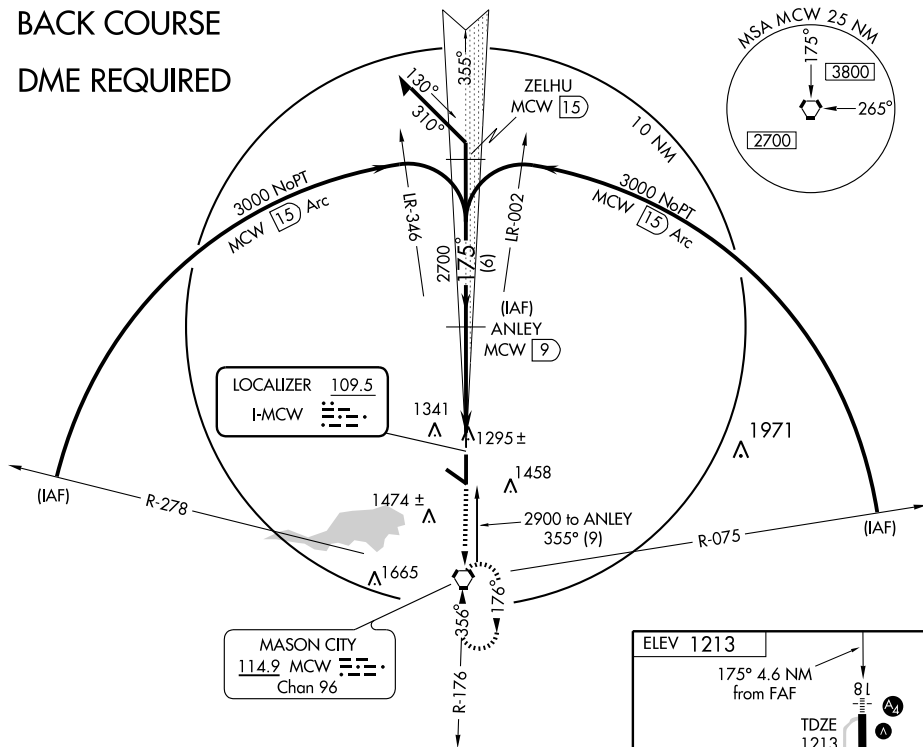 BACK COURSE
DME REQUIRED
MSA MCW 25 NM
175°
3800
265°
2700
355°
130°
310°
ZELHU
MCW 15
10 NM
3000 NoPT
MCW 15 Arc
LR-346
LR-002
3000 NoPT
MCW 15 Arc
2700
175°
(6)
(IAF)
ANLEY
MCW 9
LOCALIZER 109.5
I-MCW
1341
1295 ±
1971
1458
(IAF)
R-278
1474 ±
2900 to ANLEY
355° (9)
R-075
(IAF)
1665
356°
176°
MASON CITY
114.9 MCW
Chan 96
R-176
ELEV 1213
175° 4.6 NM
from FAF
18
A4
TDZE
1213